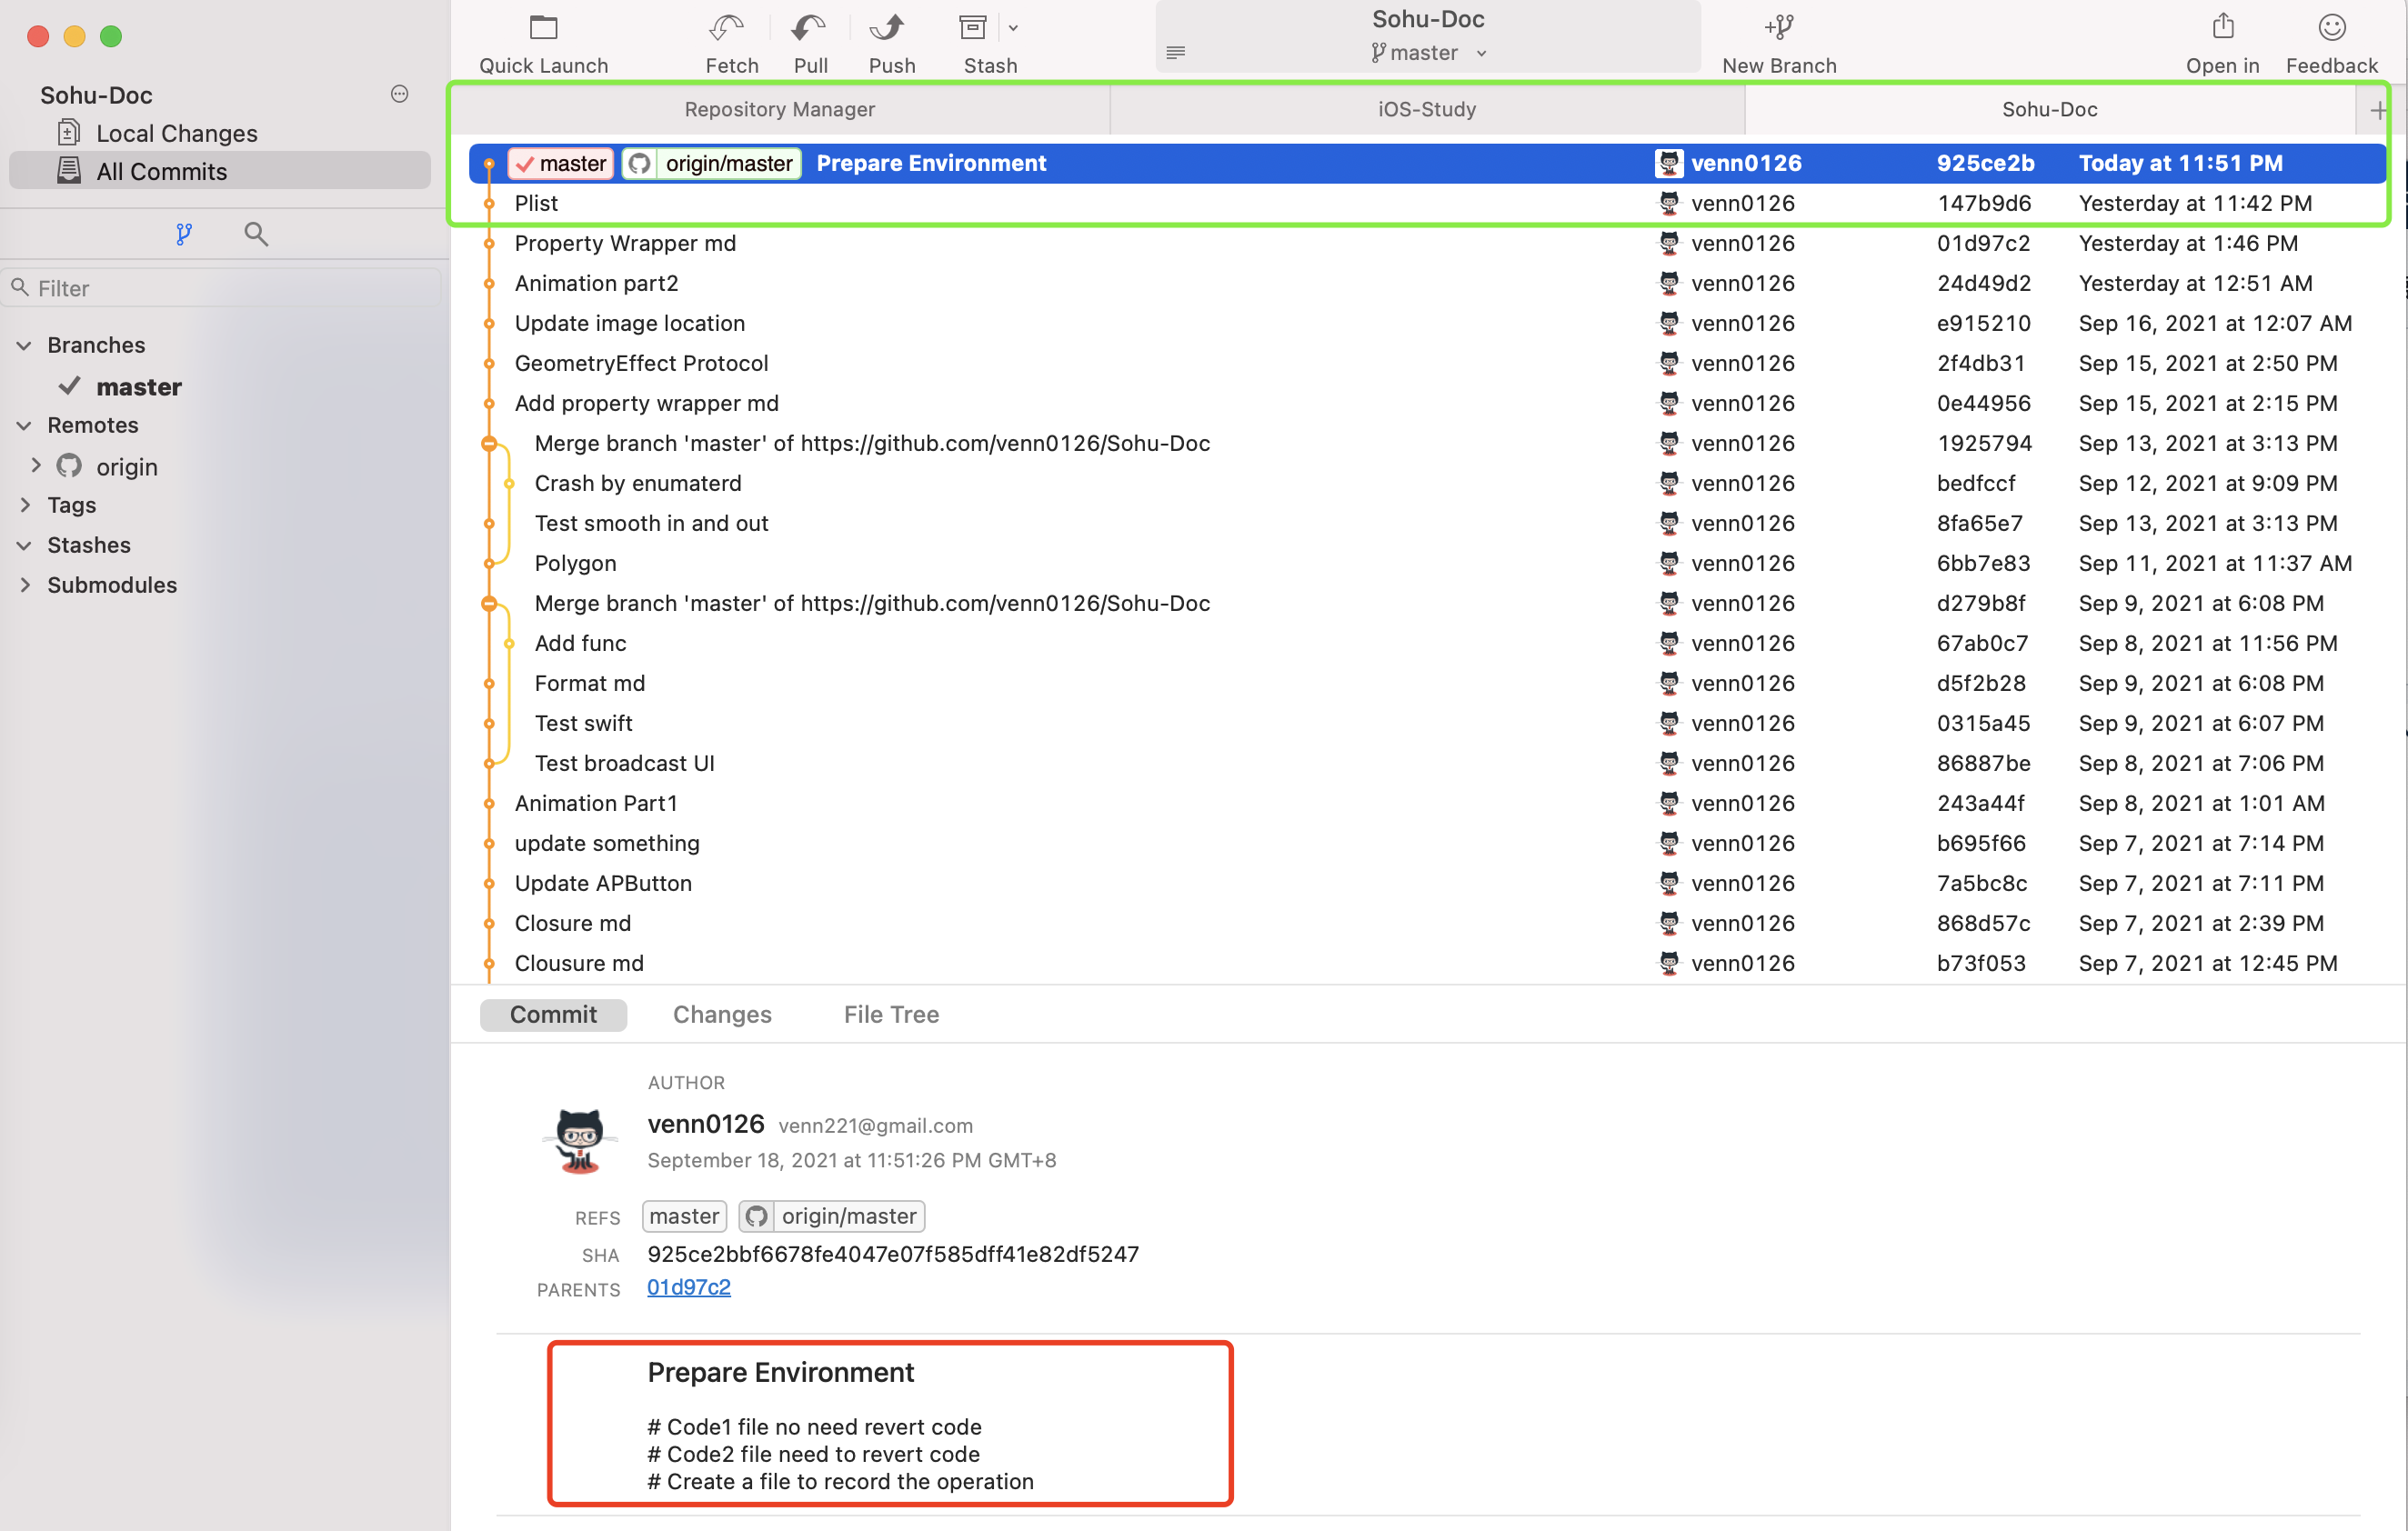 Quick Launch
Fetch
Pull
Push
Stash
Sohu-Doc
master
New Branch
Open in
Feedback
Sohu-Doc
Local Changes
All Commits
Filter
Branches
master
Remotes
origin
Tags
Stashes
Submodules
Repository Manager
iOS-Study
Sohu-Doc
master origin/master Prepare Environment venn0126 925ce2b Today at 11:51 PM
Plist venn0126 147b9d6 Yesterday at 11:42 PM
Property Wrapper md venn0126 01d97c2 Yesterday at 1:46 PM
Animation part2 venn0126 24d49d2 Yesterday at 12:51 AM
Update image location venn0126 e915210 Sep 16, 2021 at 12:07 AM
GeometryEffect Protocol venn0126 2f4db31 Sep 15, 2021 at 2:50 PM
Add property wrapper md venn0126 0e44956 Sep 15, 2021 at 2:15 PM
Merge branch 'master' of https://github.com/venn0126/Sohu-Doc venn0126 1925794 Sep 13, 2021 at 3:13 PM
Crash by enumaterd venn0126 bedfccf Sep 12, 2021 at 9:09 PM
Test smooth in and out venn0126 8fa65e7 Sep 13, 2021 at 3:13 PM
Polygon venn0126 6bb7e83 Sep 11, 2021 at 11:37 AM
Merge branch 'master' of https://github.com/venn0126/Sohu-Doc venn0126 d279b8f Sep 9, 2021 at 6:08 PM
Add func venn0126 67ab0c7 Sep 8, 2021 at 11:56 PM
Format md venn0126 d5f2b28 Sep 9, 2021 at 6:08 PM
Test swift venn0126 0315a45 Sep 9, 2021 at 6:07 PM
Test broadcast UI venn0126 86887be Sep 8, 2021 at 7:06 PM
Animation Part1 venn0126 243a44f Sep 8, 2021 at 1:01 AM
update something venn0126 b695f66 Sep 7, 2021 at 7:14 PM
Update APButton venn0126 7a5bc8c Sep 7, 2021 at 7:11 PM
Closure md venn0126 868d57c Sep 7, 2021 at 2:39 PM
Clousure md venn0126 b73f053 Sep 7, 2021 at 12:45 PM
Commit
Changes
File Tree
AUTHOR
venn0126 venn221@gmail.com
September 18, 2021 at 11:51:26 PM GMT+8
REFS master origin/master
SHA 925ce2bbf6678fe4047e07f585dff41e82df5247
PARENTS 01d97c2
Prepare Environment
# Code1 file no need revert code
# Code2 file need to revert code
# Create a file to record the operation